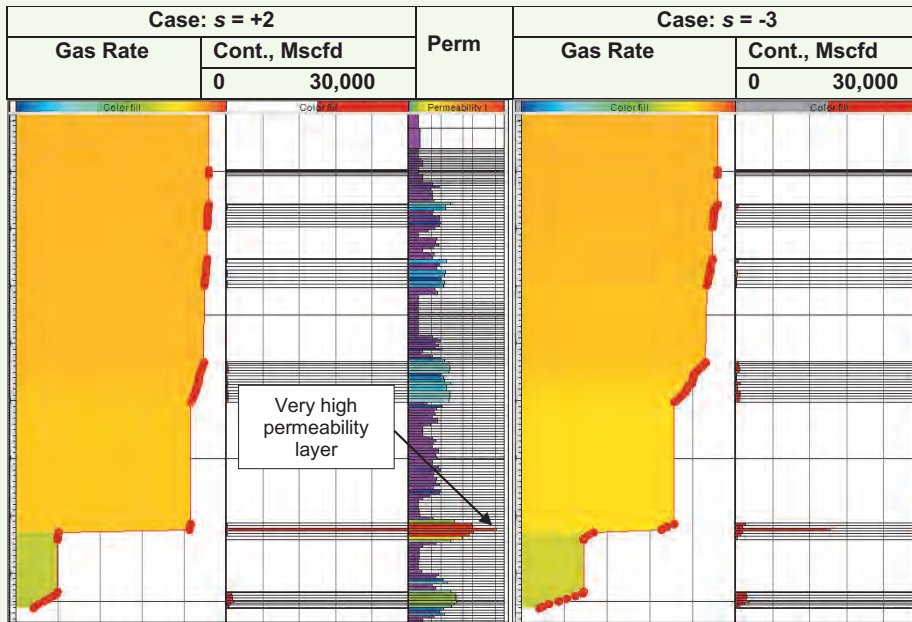 Case: s = +2
Case: s = -3
Gas Rate
Cont., Mscfd
Perm
Gas Rate
Cont., Mscfd
0 30,000
0 30,000
Color fill
Color fill
Permeability I
Color fill
Color fill
Very high
permeability
layer